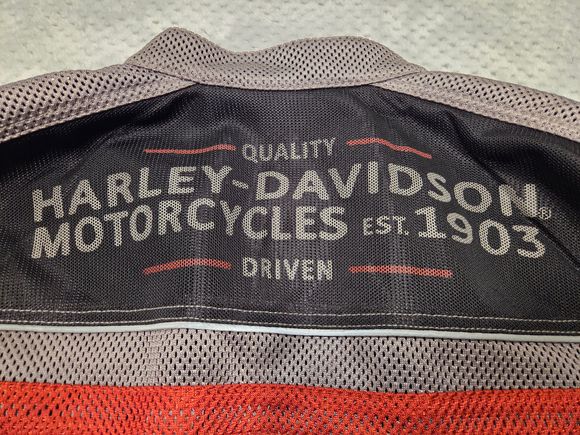 QUALITY
HARLEY-DAVIDSON®
MOTORCYCLES EST. 1903
DRIVEN